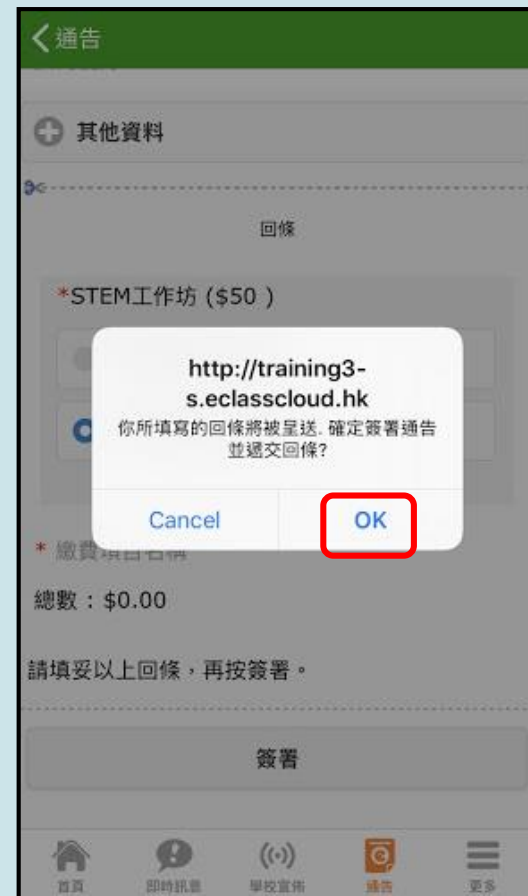 通告
其他資料
回條
*STEM工作坊 ($50 )
http://training3-
s.eclasscloud.hk
你所填寫的回條將被呈送. 確定簽署通告
並遞交回條?
Cancel
OK
* 繳費項目名稱
總數：$0.00
請填妥以上回條，再按簽署。
簽署
首頁
即時訊息
學校宣佈
通告
更多